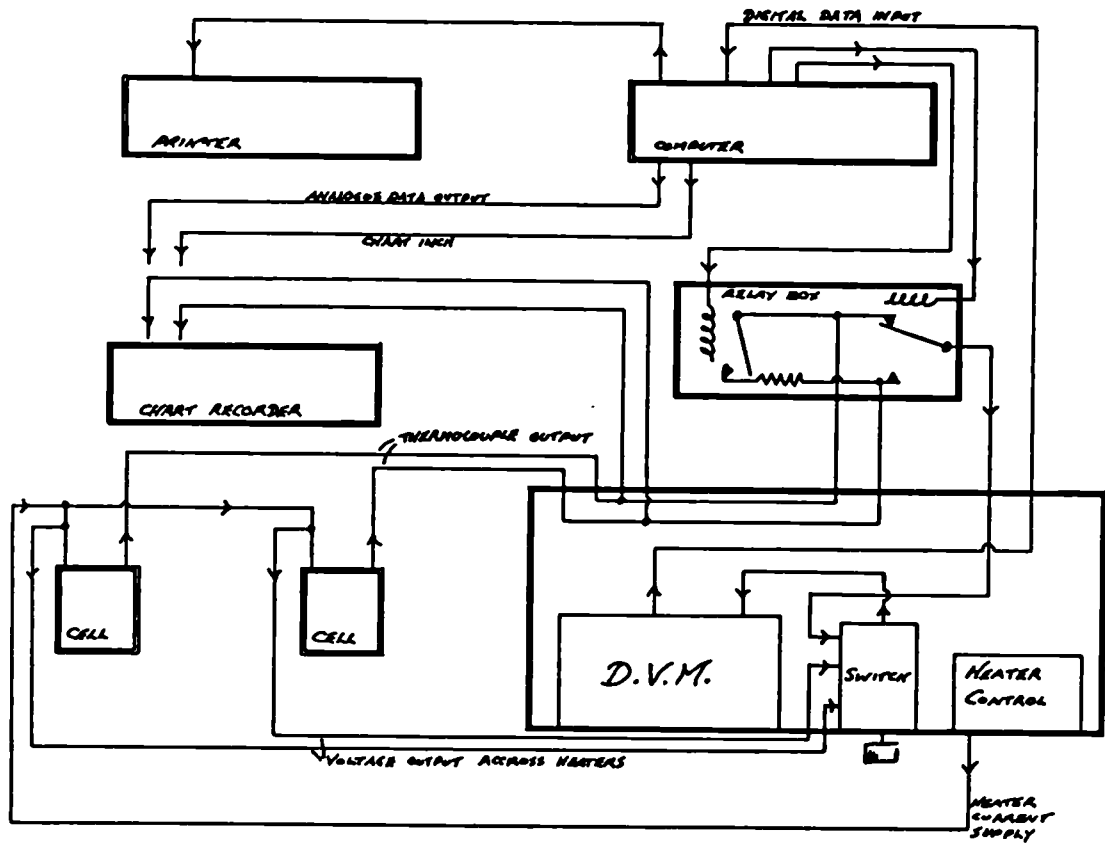 DIGITAL DATA INPUT
PRINTER
COMPUTER
ANALOGUE DATA OUTPUT
CHART INCH
RELAY BOX
CHART RECORDER
THERMOCOUPLE OUTPUT
CELL
CELL
D.V.M.
SWITCH
HEATER
CONTROL
VOLTAGE OUTPUT ACCROSS HEATERS
HEATER
CURRENT
SUPPLY